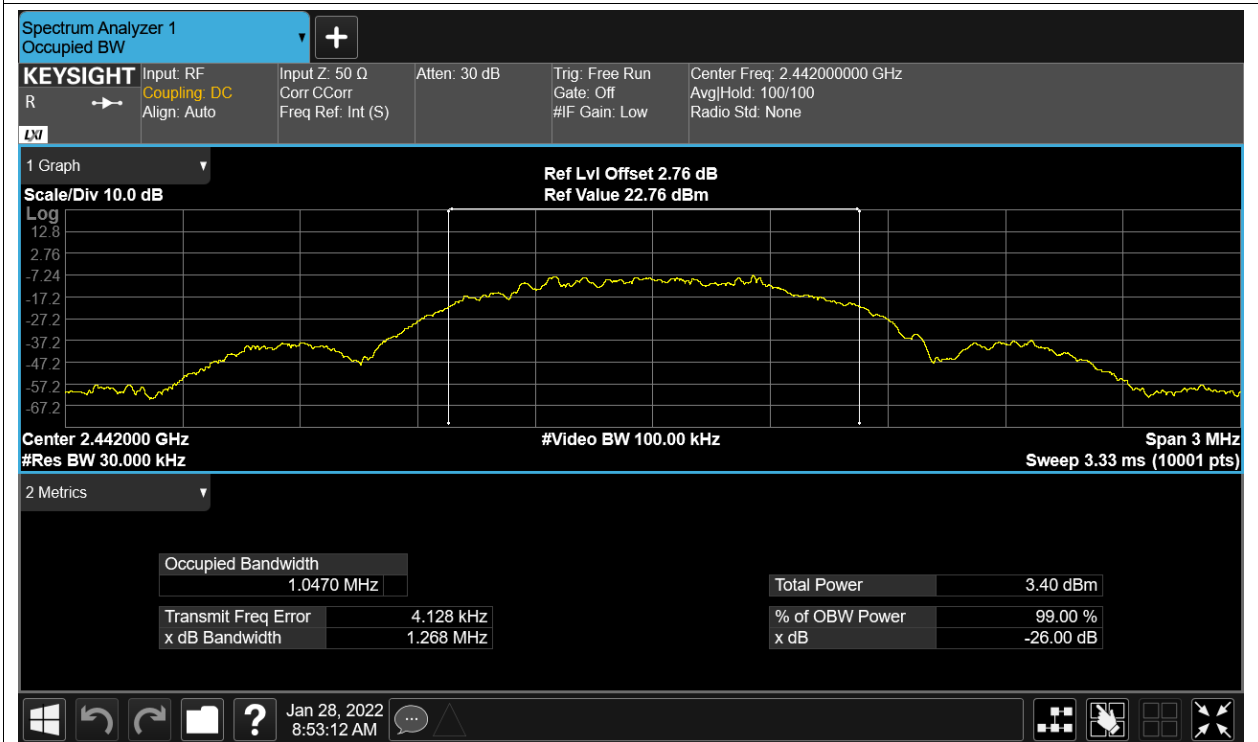 Spectrum Analyzer 1
Occupied BW
KEYSIGHT
R
LXI
Input: RF
Coupling: DC
Align: Auto
Input Z: 50 Ω
Corr CCorr
Freq Ref: Int (S)
Atten: 30 dB
Trig: Free Run
Gate: Off
#IF Gain: Low
Center Freq: 2.442000000 GHz
Avg|Hold: 100/100
Radio Std: None
1 Graph
Scale/Div 10.0 dB
Ref Lvl Offset 2.76 dB
Ref Value 22.76 dBm
Log
12.8
2.76
-7.24
-17.2
-27.2
-37.2
-47.2
-57.2
-67.2
Center 2.442000 GHz
#Res BW 30.000 kHz
#Video BW 100.00 kHz
Span 3 MHz
Sweep 3.33 ms (10001 pts)
2 Metrics
Occupied Bandwidth
1.0470 MHz
Transmit Freq Error 4.128 kHz
x dB Bandwidth 1.268 MHz
Total Power 3.40 dBm
% of OBW Power 99.00 %
x dB -26.00 dB
?
Jan 28, 2022
8:53:12 AM